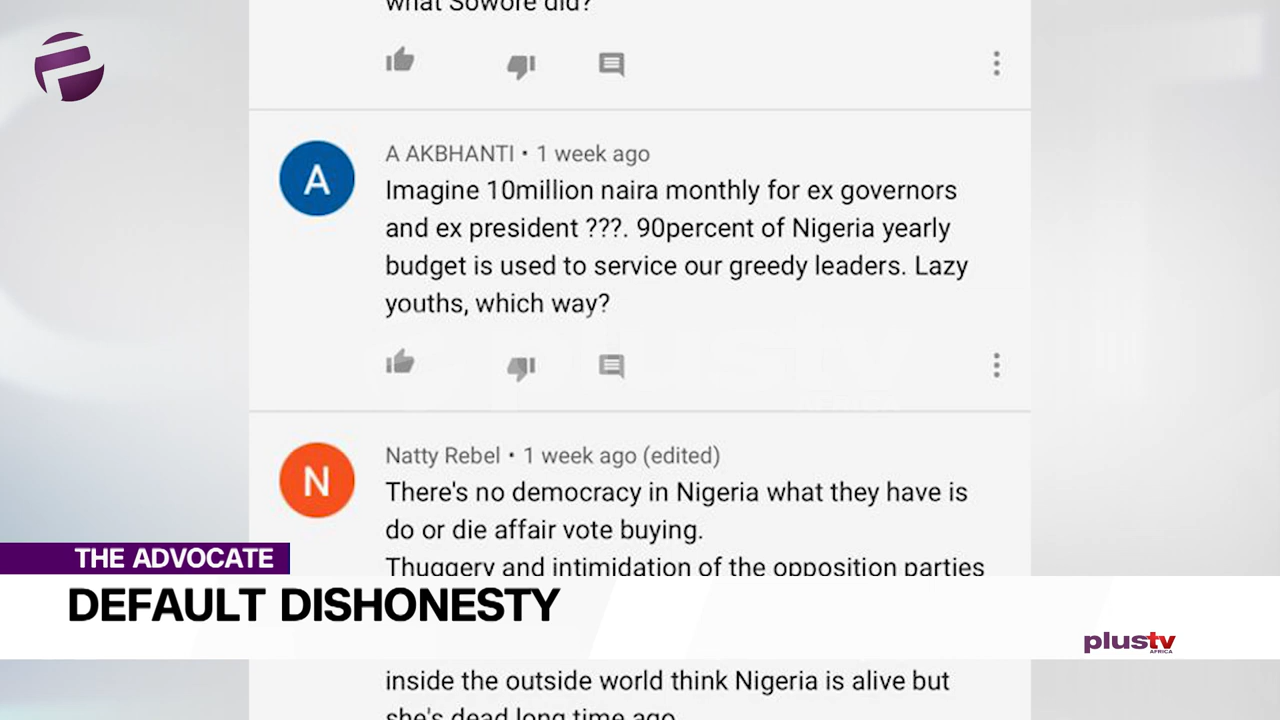 what Sowore did?
A AKBHANTI • 1 week ago
A
Imagine 10million naira monthly for ex governors
and ex president ???. 90percent of Nigeria yearly
budget is used to service our greedy leaders. Lazy
youths, which way?
Natty Rebel • 1 week ago (edited)
N
There's no democracy in Nigeria what they have is
do or die affair vote buying.
Thuggery and intimidation of the opposition parties
THE ADVOCATE
DEFAULT DISHONESTY
plustv
AFRICA
inside the outside world think Nigeria is alive but
she's dead long time ago